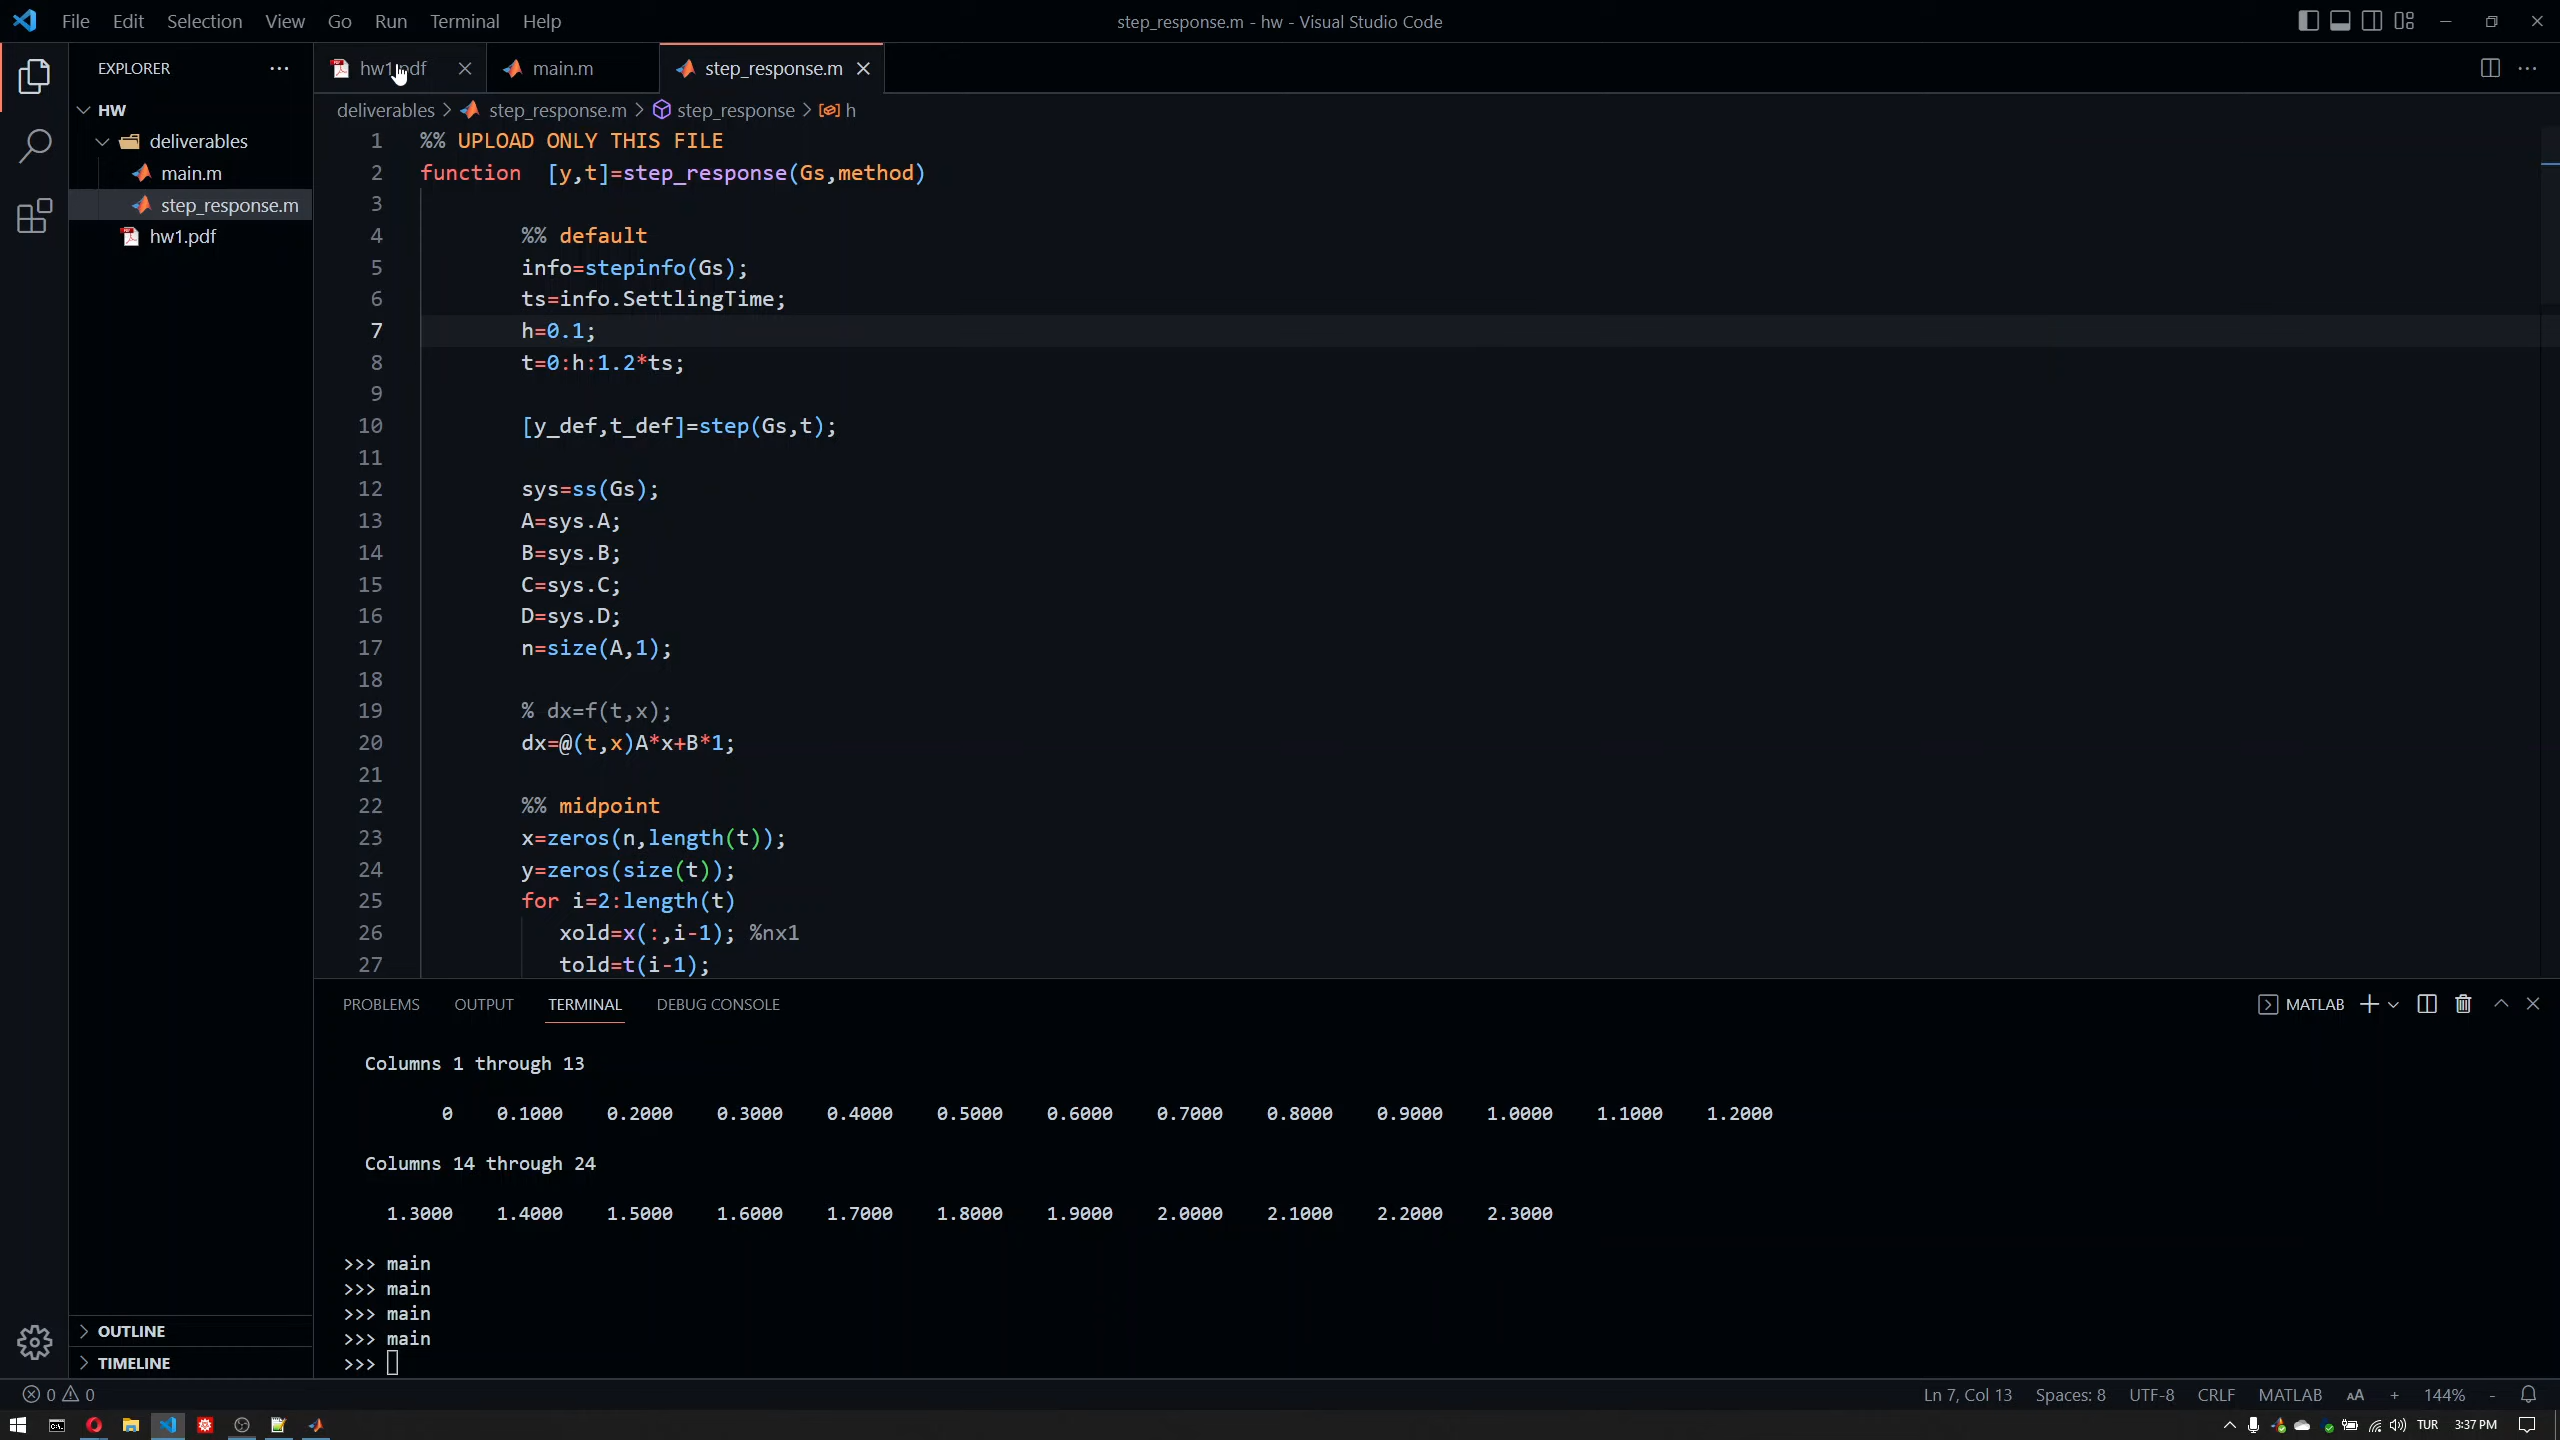 File Edit Selection View Go Run Terminal Help
step_response.m - hw - Visual Studio Code
EXPLORER
HW
deliverables
main.m
step_response.m
hw1.pdf
OUTLINE
TIMELINE
hw1.pdf main.m step_response.m
deliverables > step_response.m > step_response > h
1 %% UPLOAD ONLY THIS FILE
2 function  [y,t]=step_response(Gs,method)
3
4 %% default
5 info=stepinfo(Gs);
6 ts=info.SettlingTime;
7 h=0.1;
8 t=0:h:1.2*ts;
9
10 [y_def,t_def]=step(Gs,t);
11
12 sys=ss(Gs);
13 A=sys.A;
14 B=sys.B;
15 C=sys.C;
16 D=sys.D;
17 n=size(A,1);
18
19 % dx=f(t,x);
20 dx=@(t,x)A*x+B*1;
21
22 %% midpoint
23 x=zeros(n,length(t));
24 y=zeros(size(t));
25 for i=2:length(t)
26 xold=x(:,i-1); %nx1
27 told=t(i-1);
PROBLEMS OUTPUT TERMINAL DEBUG CONSOLE
MATLAB
Columns 1 through 13
0 0.1000 0.2000 0.3000 0.4000 0.5000 0.6000 0.7000 0.8000 0.9000 1.0000 1.1000 1.2000
Columns 14 through 24
1.3000 1.4000 1.5000 1.6000 1.7000 1.8000 1.9000 2.0000 2.1000 2.2000 2.3000
>>> main
>>> main
>>> main
>>> main
>>>
0 0
Ln 7, Col 13 Spaces: 8 UTF-8 CRLF MATLAB AA + 144% -
TUR 3:37 PM